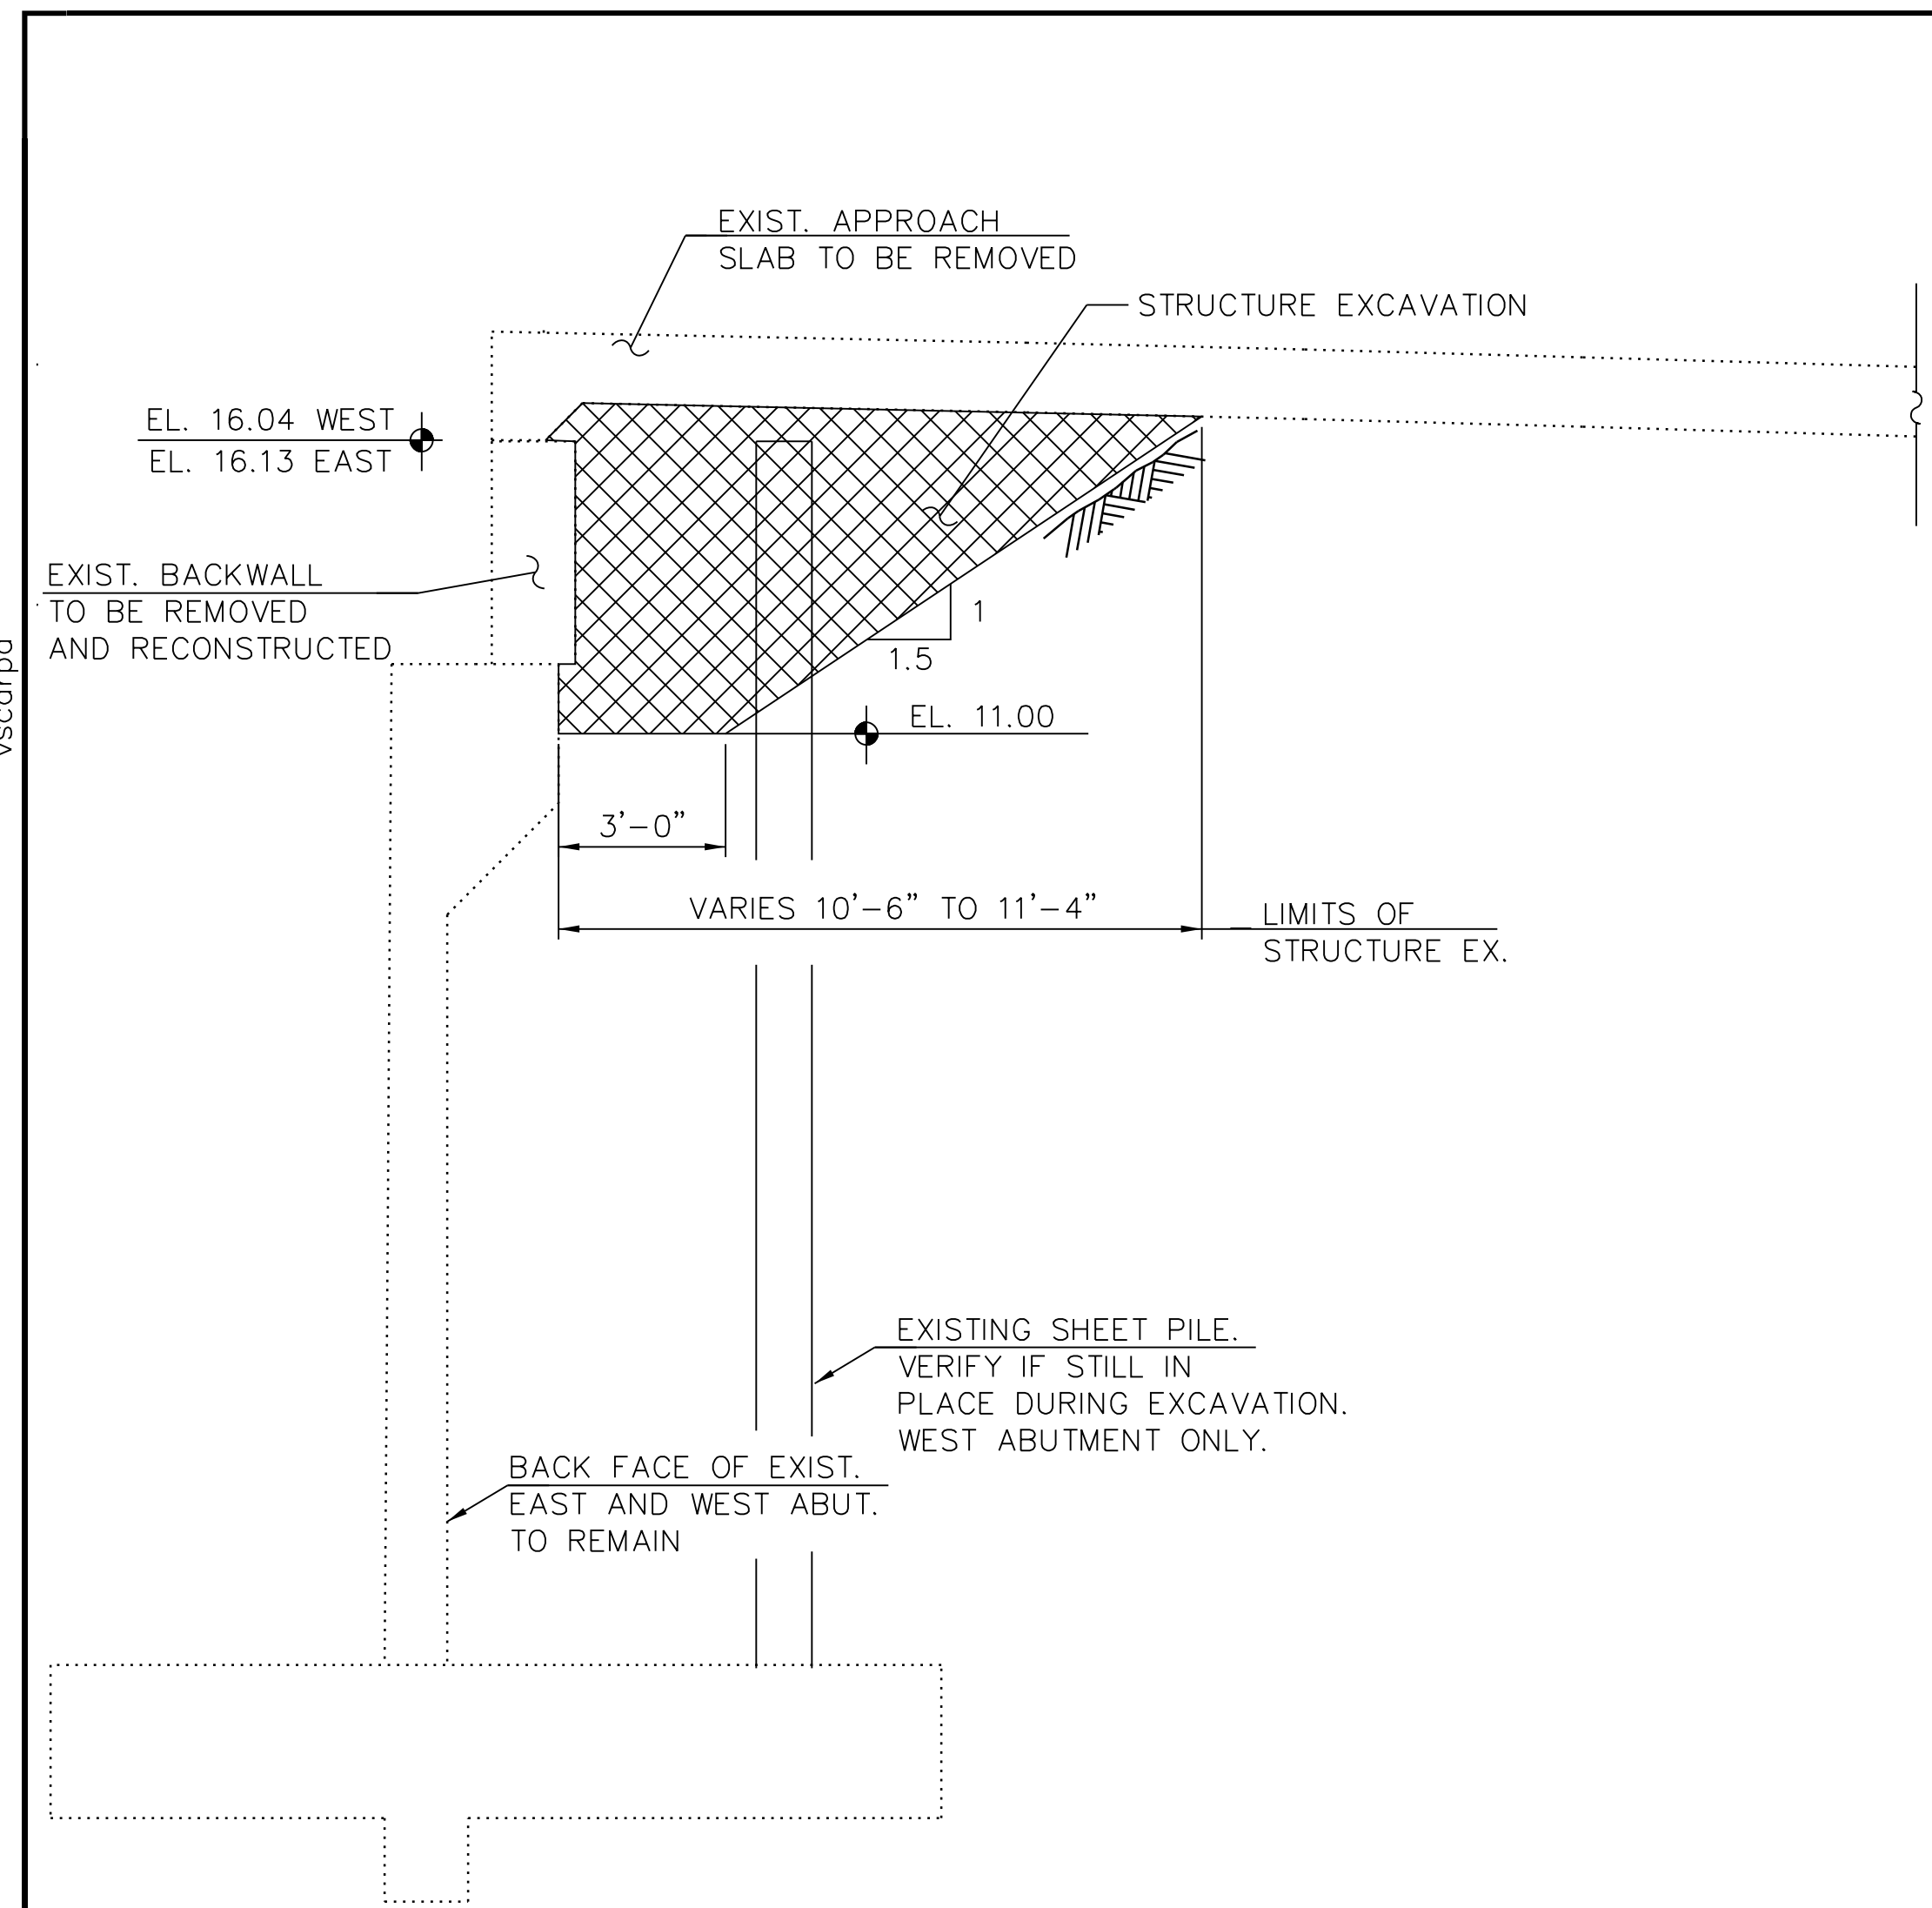 EXIST. APPROACH
SLAB TO BE REMOVED
STRUCTURE EXCAVATION
EL. 16.04 WEST
EL. 16.13 EAST
EXIST. BACKWALL
TO BE REMOVED
AND RECONSTRUCTED
1
1.5
EL. 11.00
3'-0"
VARIES 10'-6" TO 11'-4"
LIMITS OF
STRUCTURE EX.
EXISTING SHEET PILE.
VERIFY IF STILL IN
PLACE DURING EXCAVATION.
WEST ABUTMENT ONLY.
BACK FACE OF EXIST.
EAST AND WEST ABUT.
TO REMAIN
vscarpa